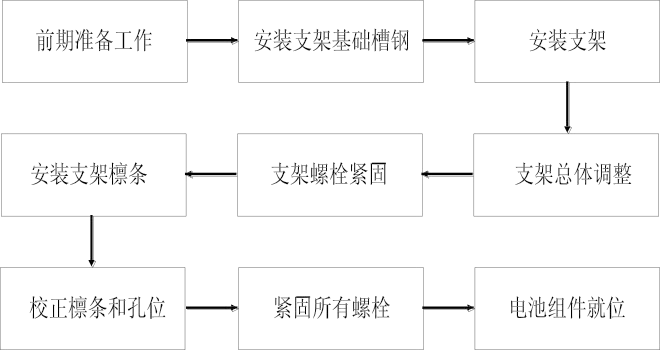 前期准备工作
安装支架基础槽钢
安装支架
支架总体调整
支架螺栓紧固
安装支架檩条
校正檩条和孔位
紧固所有螺栓
电池组件就位